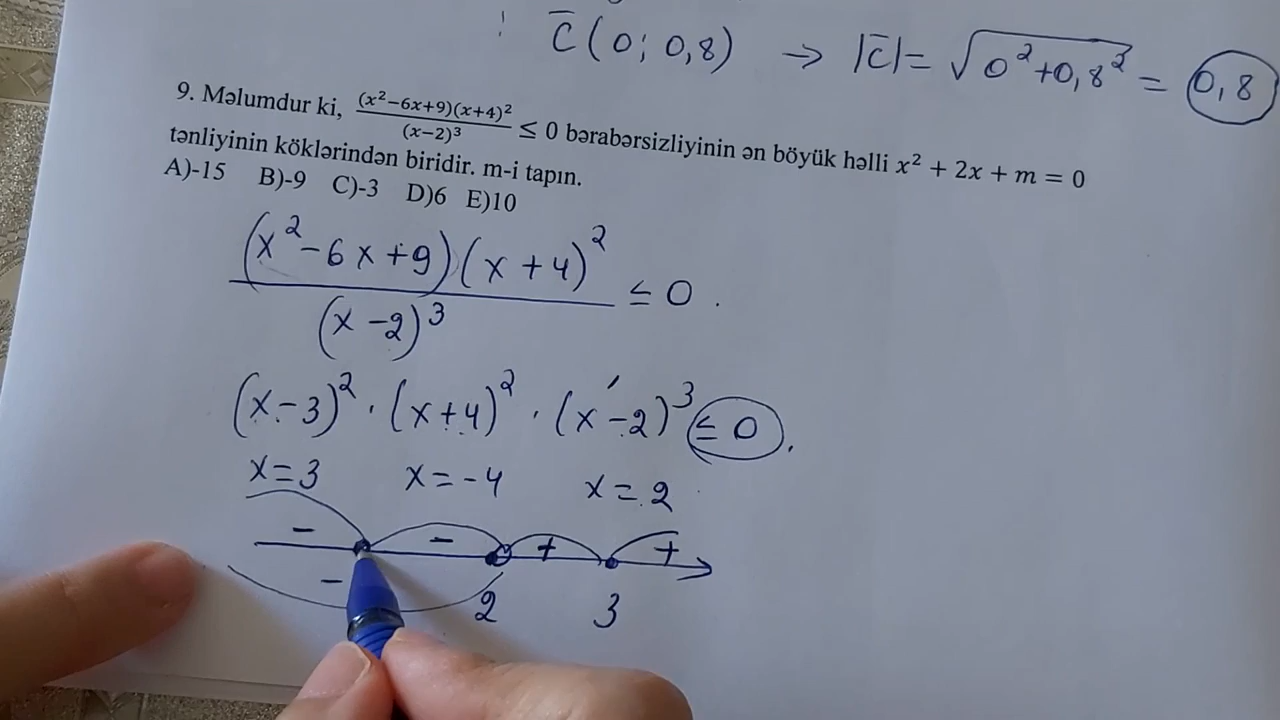 c̄ (0; 0,8) → |c̄| = √0²+0,8² = 0,8
9. Məlumdur ki, (x²−6x+9)(x+4)² / (x−2)³ ≤ 0 bərabərsizliyinin ən böyük həlli x² + 2x + m = 0
tənliyinin köklərindən biridir. m-i tapın.
A)-15 B)-9 C)-3 D)6 E)10
(x²−6x+9)(x+4)² / (x−2)³ ≤ 0 .
(x−3)² · (x+4)² · (x−2)³ ≤ 0 .
x=3 x=−4 x=2
− − + +
−
2 3